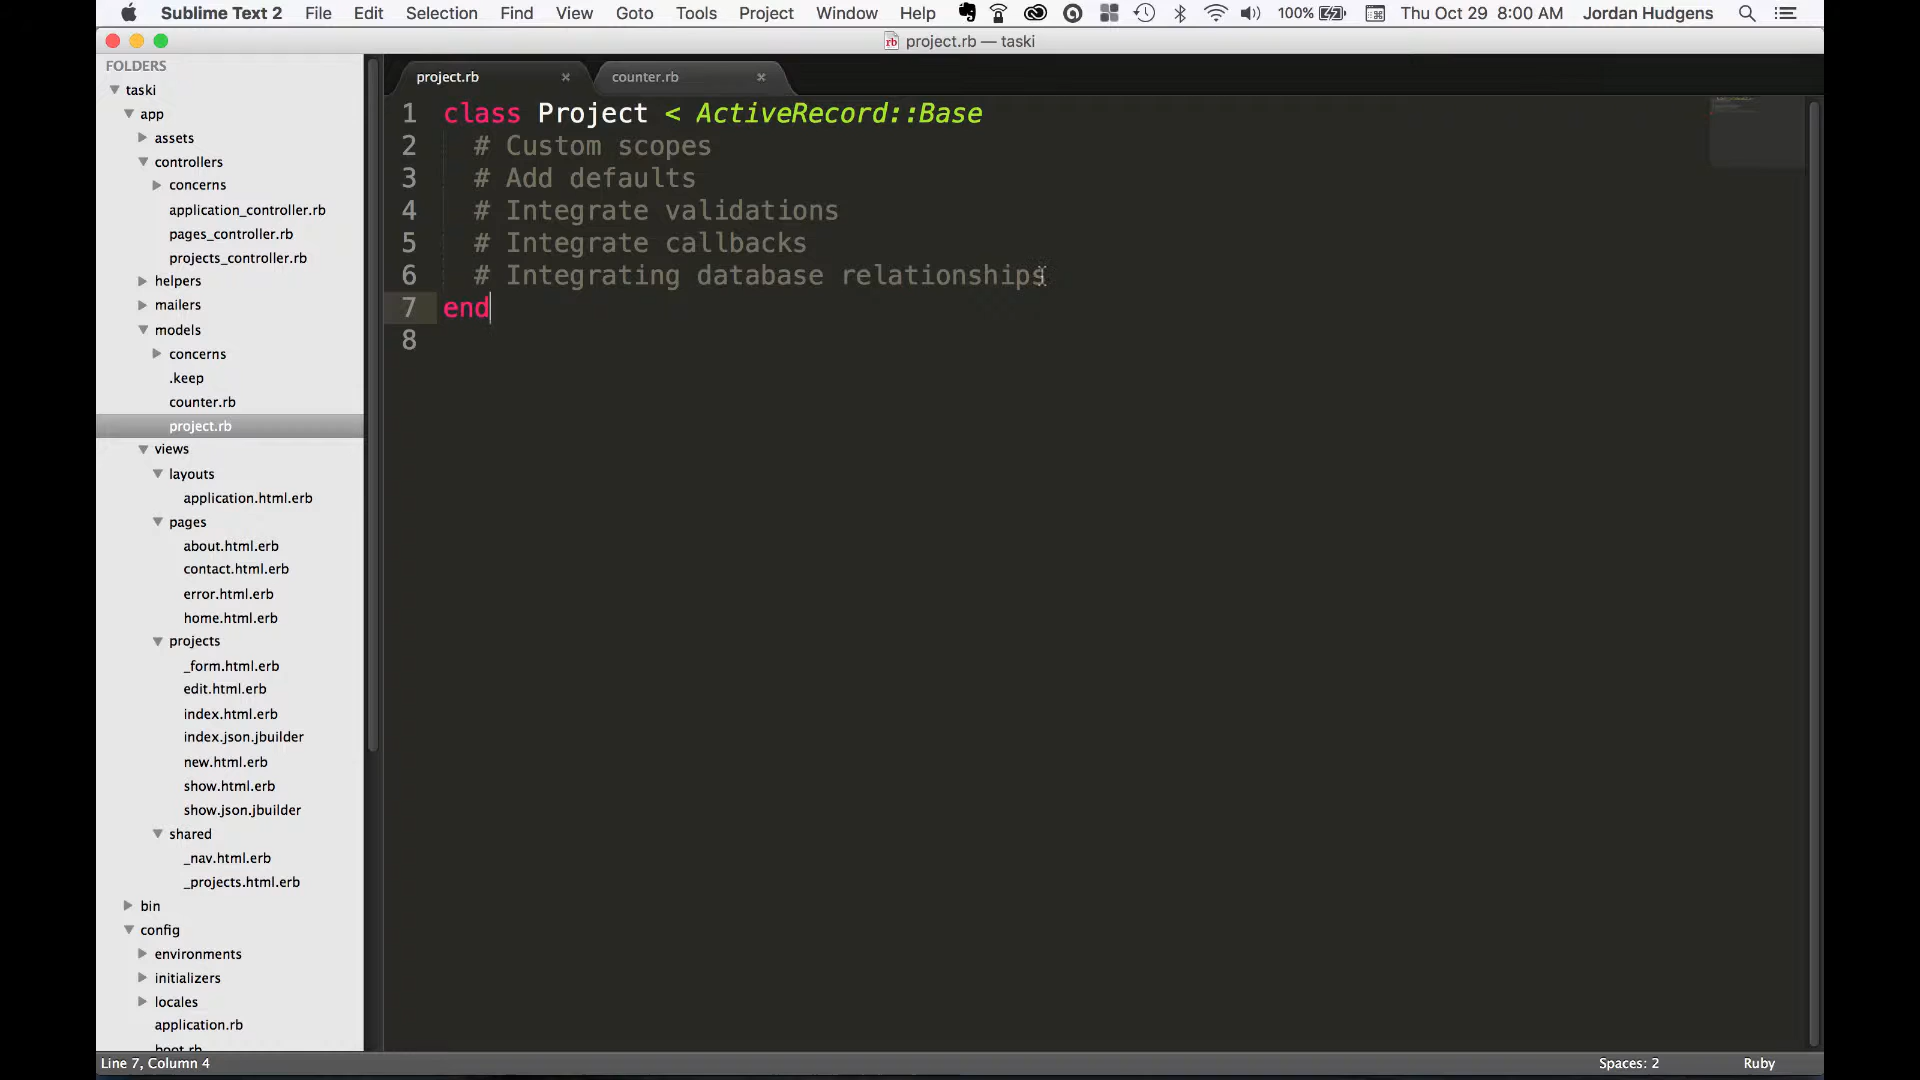 Sublime Text 2 File Edit Selection Find View Goto Tools Project Window Help 100% Thu Oct 29 8:00 AM Jordan Hudgens
project.rb — taski
FOLDERS
taski
app
assets
controllers
concerns
application_controller.rb
pages_controller.rb
projects_controller.rb
helpers
mailers
models
concerns
.keep
counter.rb
project.rb
views
layouts
application.html.erb
pages
about.html.erb
contact.html.erb
error.html.erb
home.html.erb
projects
_form.html.erb
edit.html.erb
index.html.erb
index.json.jbuilder
new.html.erb
show.html.erb
show.json.jbuilder
shared
_nav.html.erb
_projects.html.erb
bin
config
environments
initializers
locales
application.rb
boot.rb
project.rb counter.rb
1 class Project < ActiveRecord::Base
2 # Custom scopes
3 # Add defaults
4 # Integrate validations
5 # Integrate callbacks
6 # Integrating database relationships
7 end
8
Line 7, Column 4 Spaces: 2 Ruby